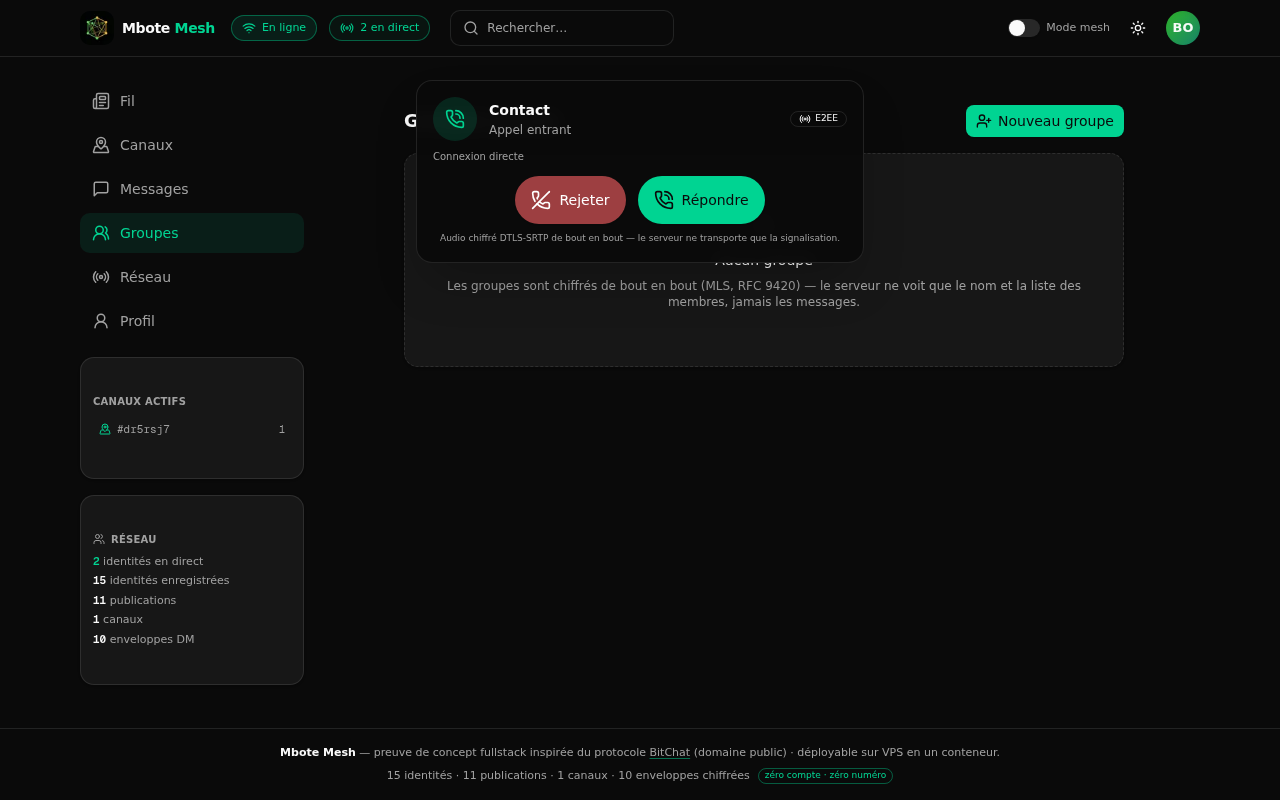 Mbote Mesh
En ligne
2 en direct
Rechercher…
Mode mesh
BO
Fil
Canaux
Messages
Groupes
Réseau
Profil
CANAUX ACTIFS
#dr5rsj7 1
RÉSEAU
2 identités en direct
15 identités enregistrées
11 publications
1 canaux
10 enveloppes DM
G
Nouveau groupe
Contact
Appel entrant
E2EE
Connexion directe
Rejeter
Répondre
Audio chiffré DTLS-SRTP de bout en bout — le serveur ne transporte que la signalisation.
Aucun groupe
Les groupes sont chiffrés de bout en bout (MLS, RFC 9420) — le serveur ne voit que le nom et la liste des
membres, jamais les messages.
Mbote Mesh — preuve de concept fullstack inspirée du protocole BitChat (domaine public) · déployable sur VPS en un conteneur.
15 identités · 11 publications · 1 canaux · 10 enveloppes chiffrées zéro compte · zéro numéro